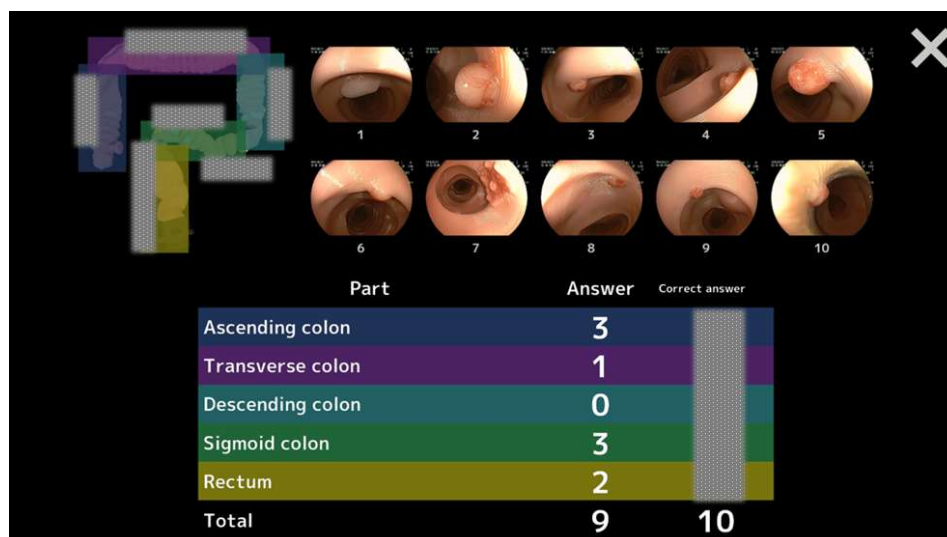 1 2 3 4 5
6 7 8 9 10
Part Answer Correct answer
Ascending colon 3
Transverse colon 1
Descending colon 0
Sigmoid colon 3
Rectum 2
Total 9 10